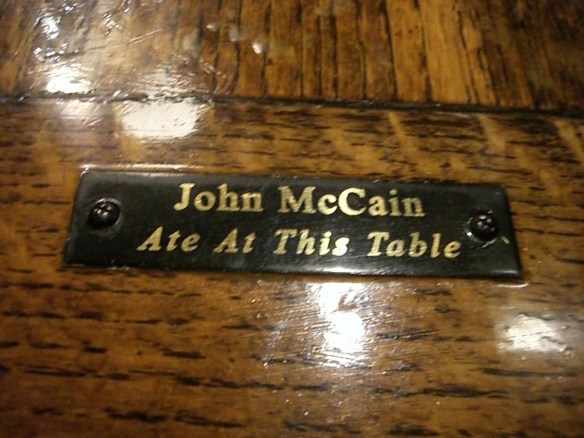 John McCain
Ate At This Table